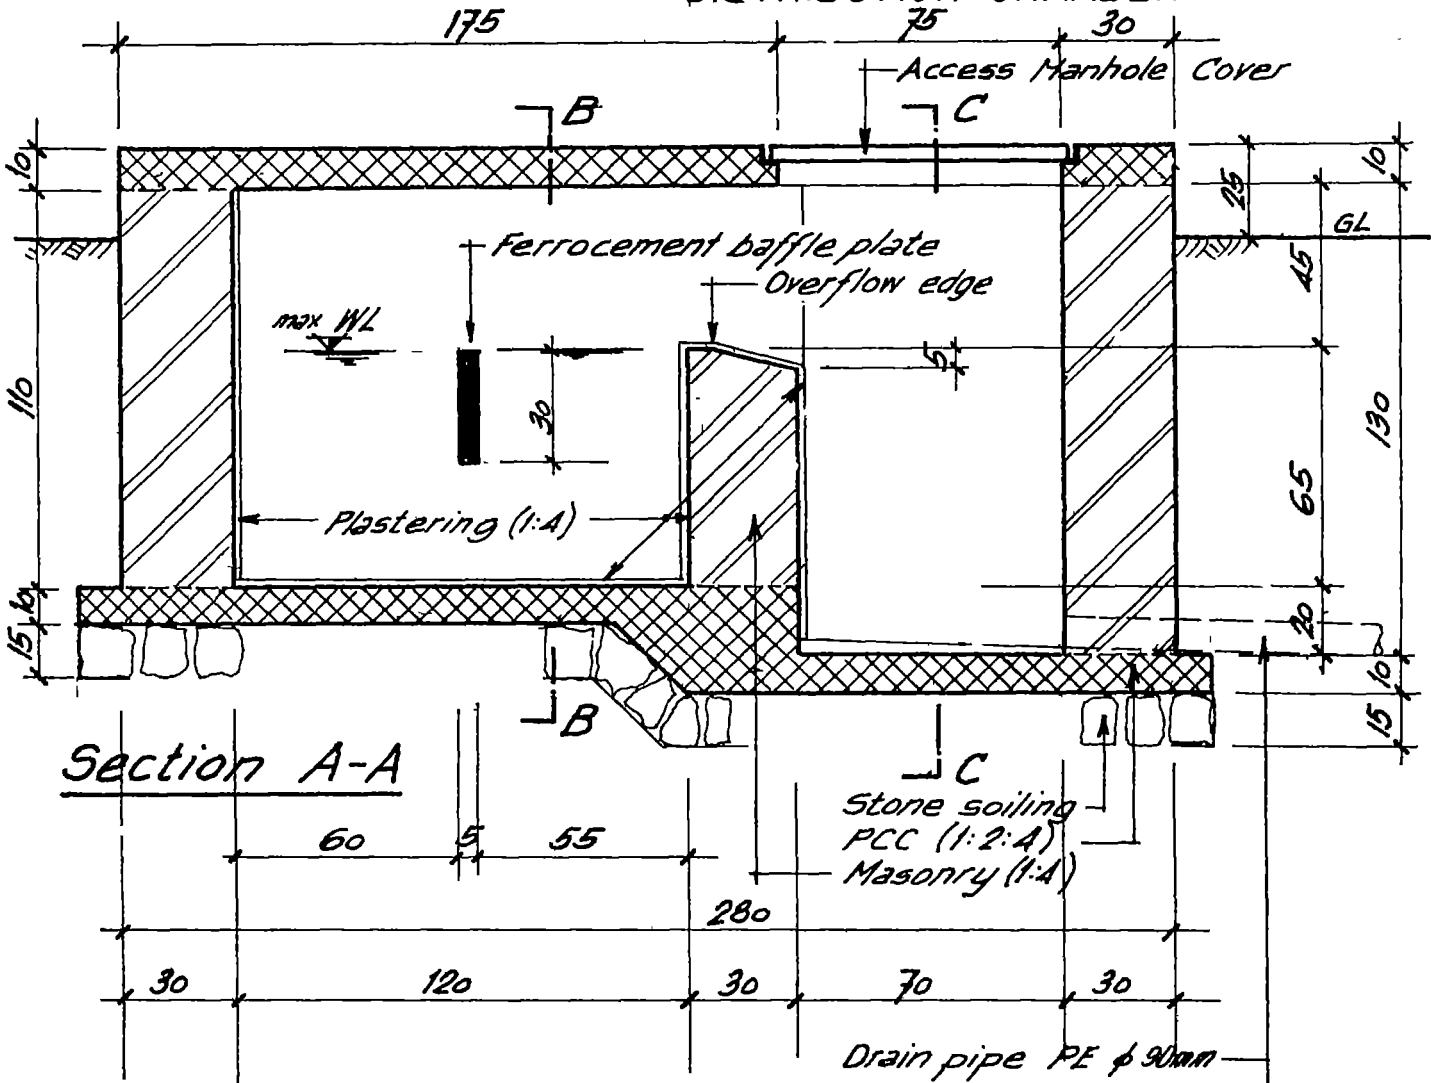 175
75
30
Access Manhole Cover
B
C
10
10
25
GL
Ferrocement baffle plate
Overflow edge
45
max WL
5
110
30
130
Plastering (1:4)
65
10
20
15
10
15
B
Section A-A
C
Stone soiling
PCC (1:2:4)
Masonry (1:4)
60
5
55
280
30
120
30
70
30
Drain pipe PE ϕ 90mm